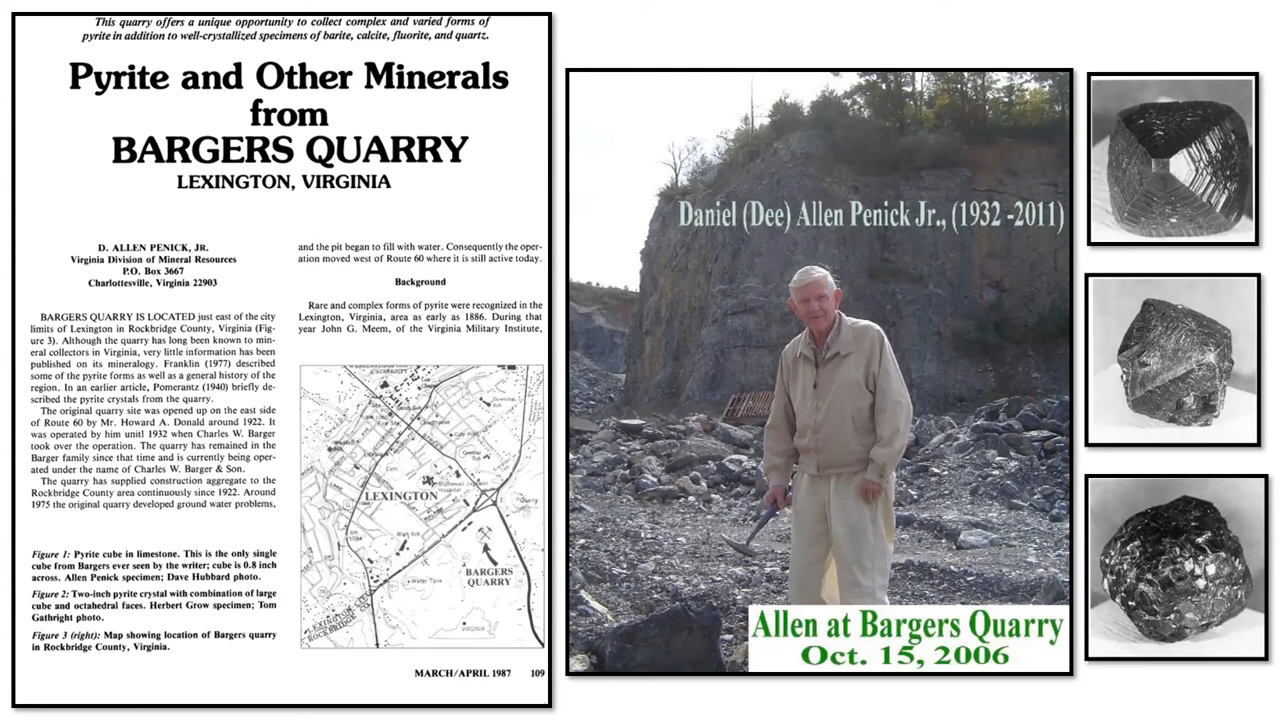 This quarry offers a unique opportunity to collect complex and varied forms of
pyrite in addition to well-crystallized specimens of barite, calcite, fluorite, and quartz.
Pyrite and Other Minerals
from
BARGERS QUARRY
LEXINGTON, VIRGINIA
D. ALLEN PENICK, JR.
Virginia Division of Mineral Resources
P.O. Box 3667
Charlottesville, Virginia 22903
BARGERS QUARRY IS LOCATED just east of the city
limits of Lexington in Rockbridge County, Virginia (Fig-
ure 3). Although the quarry has long been known to min-
eral collectors in Virginia, very little information has been
published on its mineralogy. Franklin (1977) described
some of the pyrite forms as well as a general history of the
region. In an earlier article, Pomerantz (1940) briefly de-
scribed the pyrite crystals from the quarry.
The original quarry site was opened up on the east side
of Route 60 by Mr. Howard A. Donald around 1922. It
was operated by him unitl 1932 when Charles W. Barger
took over the operation. The quarry has remained in the
Barger family since that time and is currently being oper-
ated under the name of Charles W. Barger & Son.
The quarry has supplied construction aggregate to the
Rockbridge County area continuously since 1922. Around
1975 the original quarry developed ground water problems,
and the pit began to fill with water. Consequently the oper-
ation moved west of Route 60 where it is still active today.
Background
Rare and complex forms of pyrite were recognized in the
Lexington, Virginia, area as early as 1886. During that
year John G. Meem, of the Virginia Military Institute,
LEXINGTON
Quarry
High Sch
BARGERS
QUARRY
Water Tank
VIRGINIA
LEXINGTON
ROCKBRIDGE
Figure 1: Pyrite cube in limestone. This is the only single
cube from Bargers ever seen by the writer; cube is 0.8 inch
across. Allen Penick specimen; Dave Hubbard photo.
Figure 2: Two-inch pyrite crystal with combination of large
cube and octahedral faces. Herbert Grow specimen; Tom
Gathright photo.
Figure 3 (right): Map showing location of Bargers quarry
in Rockbridge County, Virginia.
MARCH/APRIL 1987 109
Daniel (Dee) Allen Penick Jr., (1932 -2011)
Allen at Bargers Quarry
Oct. 15, 2006